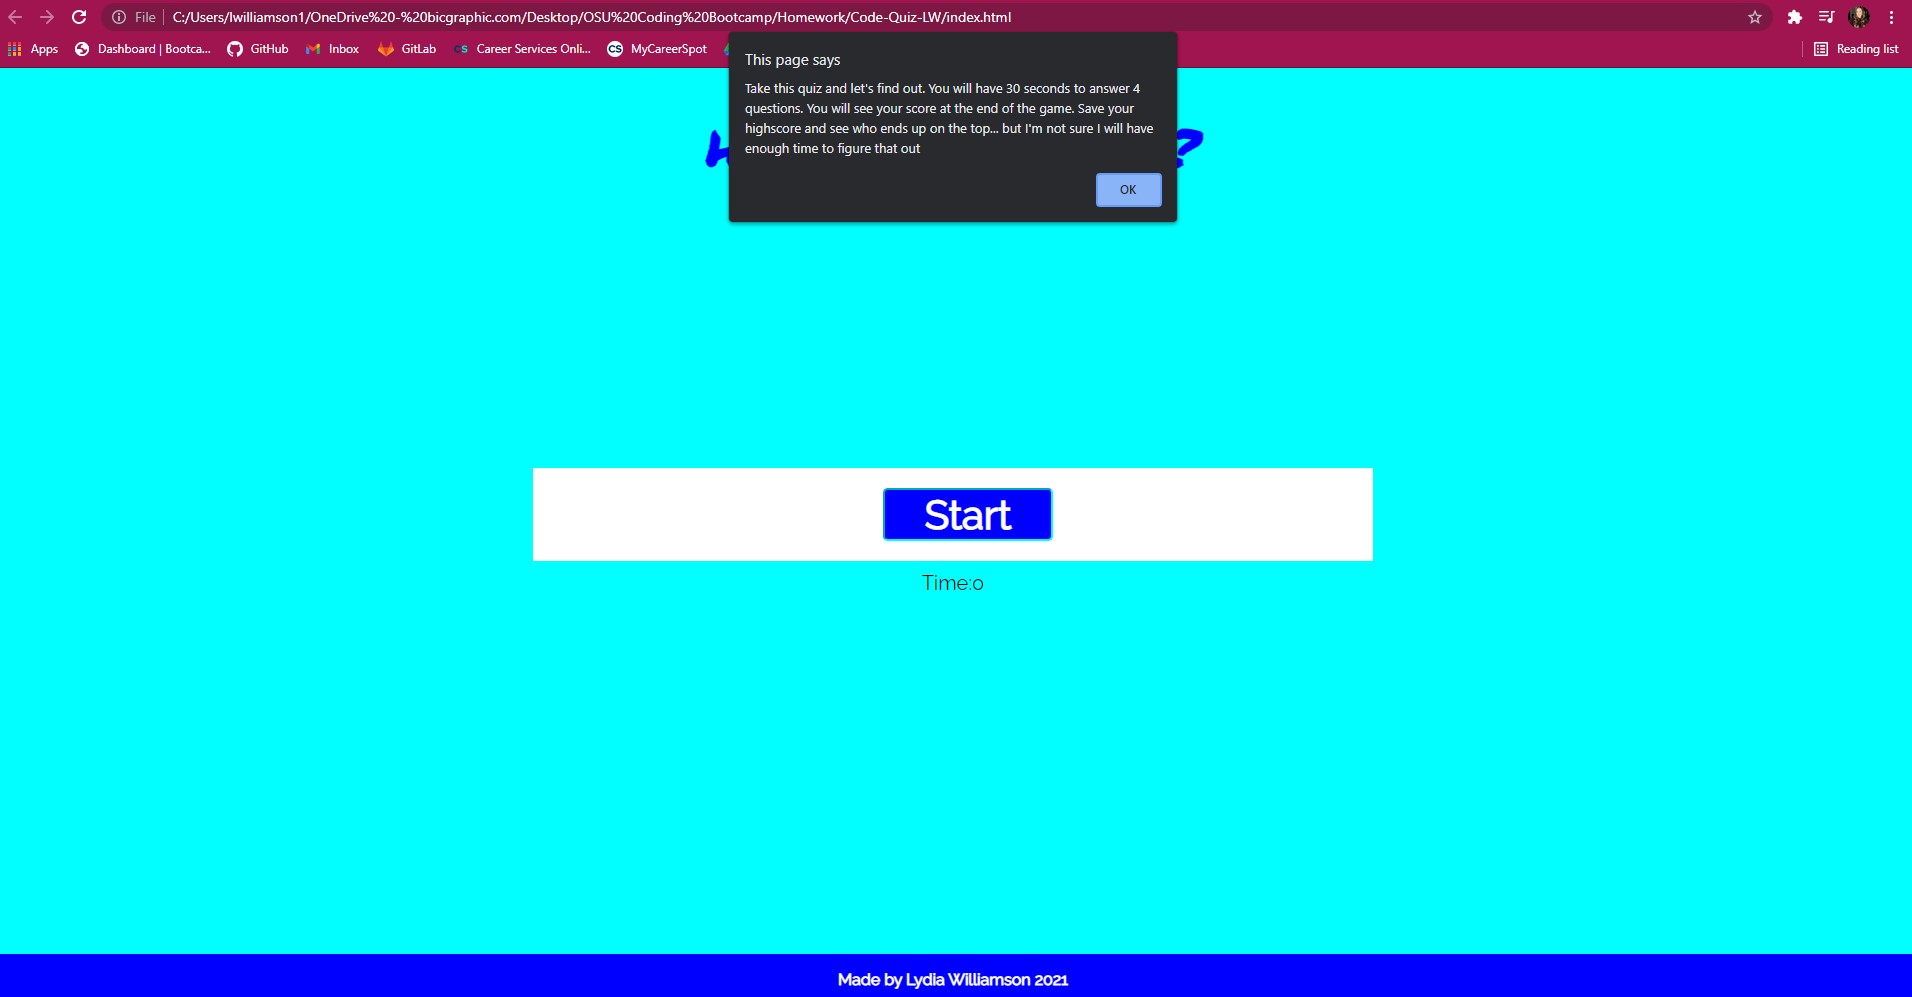 File C:/Users/lwilliamson1/OneDrive%20-%20bicgraphic.com/Desktop/OSU%20Coding%20Bootcamp/Homework/Code-Quiz-LW/index.html
Apps Dashboard | Bootca... GitHub Inbox GitLab CS Career Services Onli... CS MyCareerSpot Reading list
This page says
Take this quiz and let's find out. You will have 30 seconds to answer 4
questions. You will see your score at the end of the game. Save your
highscore and see who ends up on the top... but I'm not sure I will have
enough time to figure that out
OK
?
Start
Time:0
Made by Lydia Williamson 2021